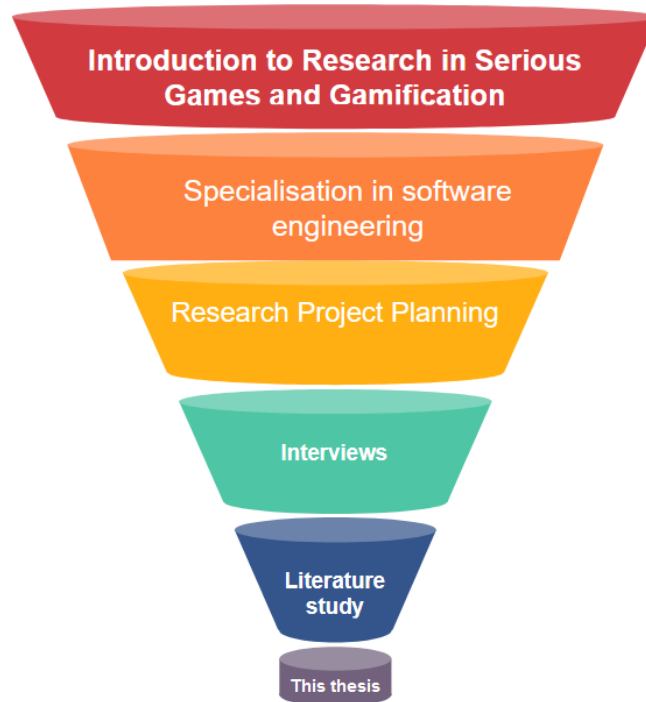 Introduction to Research in Serious
Games and Gamification
Specialisation in software
engineering
Research Project Planning
Interviews
Literature
study
This thesis